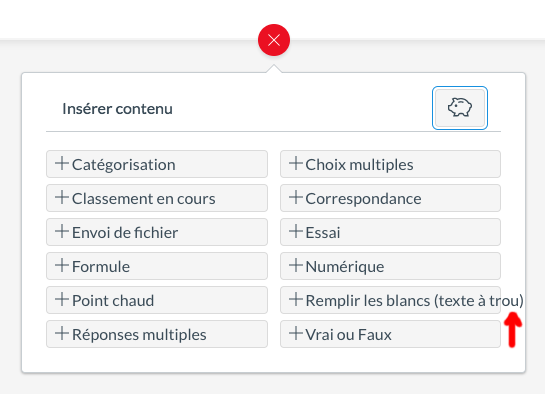 Insérer contenu
Catégorisation
Choix multiples
Classement en cours
Correspondance
Envoi de fichier
Essai
Formule
Numérique
Point chaud
Remplir les blancs (texte à trou)
Réponses multiples
Vrai ou Faux